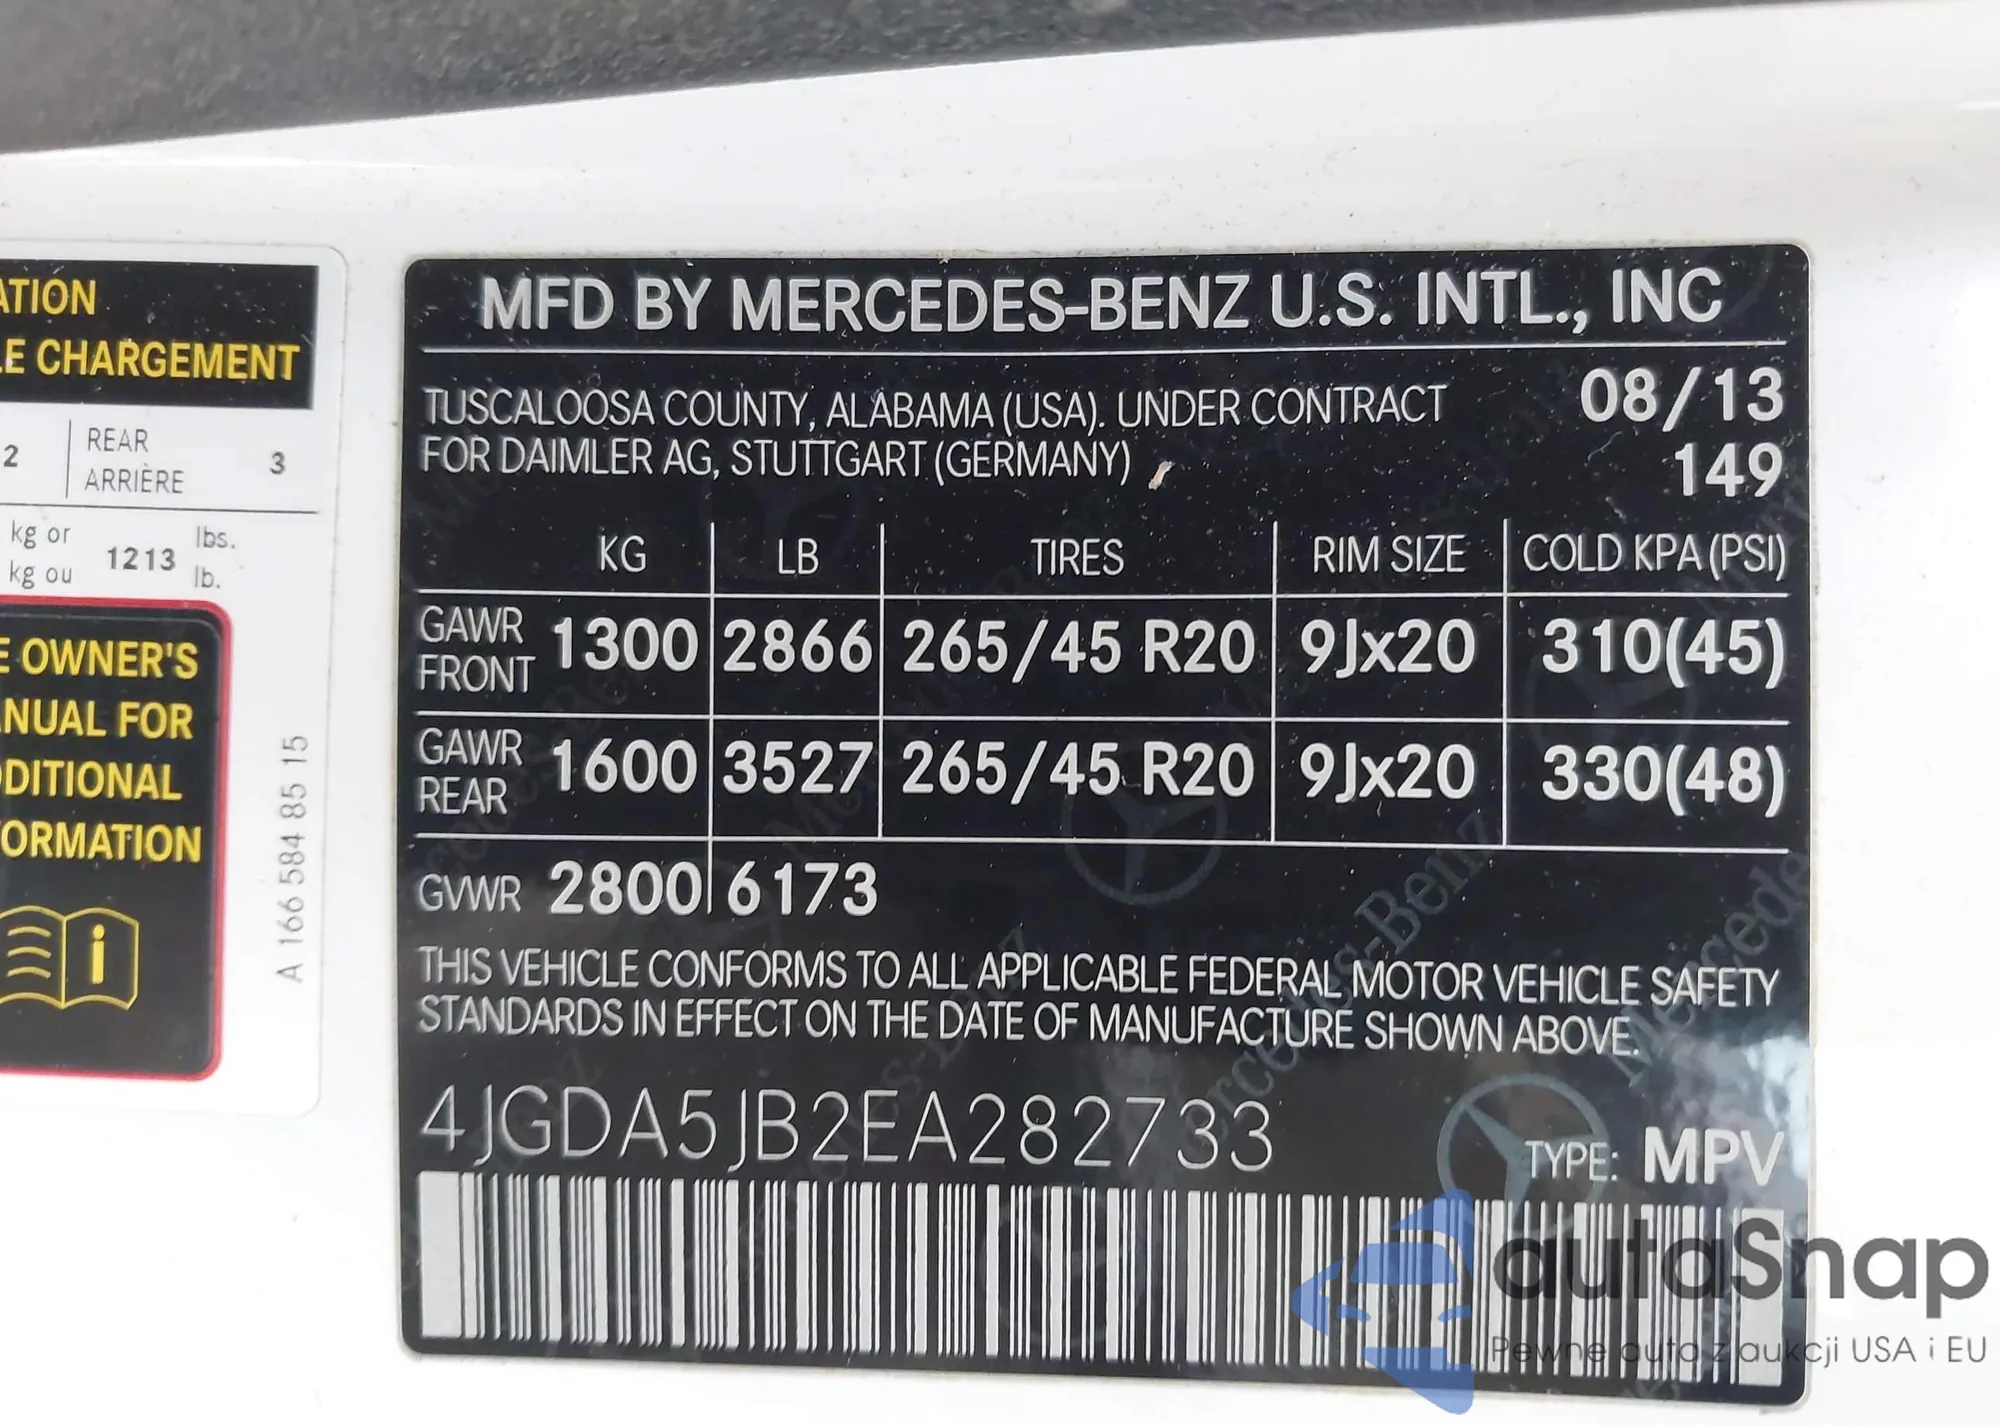 ATION
LE CHARGEMENT
2 REAR ARRIÈRE 3
kg or
kg ou
1213
lbs.
lb.
E OWNER'S
NUAL FOR
DITIONAL
FORMATION
i
A 166 584 85 15
MFD BY MERCEDES-BENZ U.S. INTL., INC
TUSCALOOSA COUNTY, ALABAMA (USA). UNDER CONTRACT 08/13
FOR DAIMLER AG, STUTTGART (GERMANY) 149
KG LB TIRES RIM SIZE COLD KPA (PSI)
GAWR FRONT 1300 2866 265/45 R20 9Jx20 310(45)
GAWR REAR 1600 3527 265/45 R20 9Jx20 330(48)
GVWR 2800 6173
THIS VEHICLE CONFORMS TO ALL APPLICABLE FEDERAL MOTOR VEHICLE SAFETY
STANDARDS IN EFFECT ON THE DATE OF MANUFACTURE SHOWN ABOVE.
4JGDA5JB2EA282733
TYPE: MPV
autaSnap
Pewne auta z aukcji USA i EU